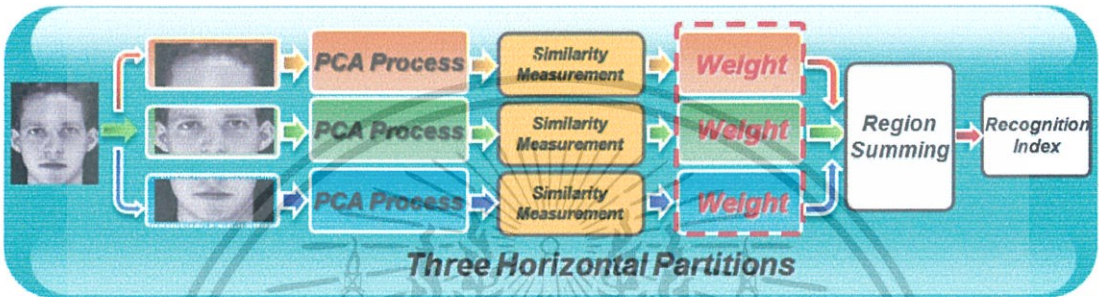 PCA Process
Similarity
Measurement
Weight
PCA Process
Similarity
Measurement
Weight
Region
Summing
Recognition
Index
PCA Process
Similarity
Measurement
Weight
Three Horizontal Partitions